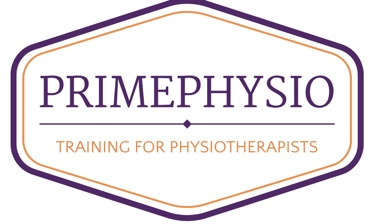 PRIMEPHYSIO
TRAINING FOR PHYSIOTHERAPISTS